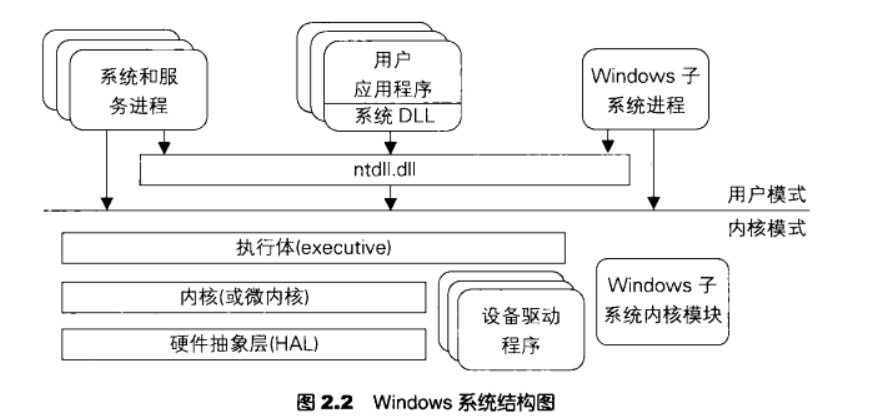 系统和服
务进程
用户
应用程序
系统 DLL
Windows 子
系统进程
ntdll.dll
用户模式
内核模式
执行体(executive)
内核(或微内核)
硬件抽象层(HAL)
设备驱动
程序
Windows 子
系统内核模块
图 2.2 Windows 系统结构图